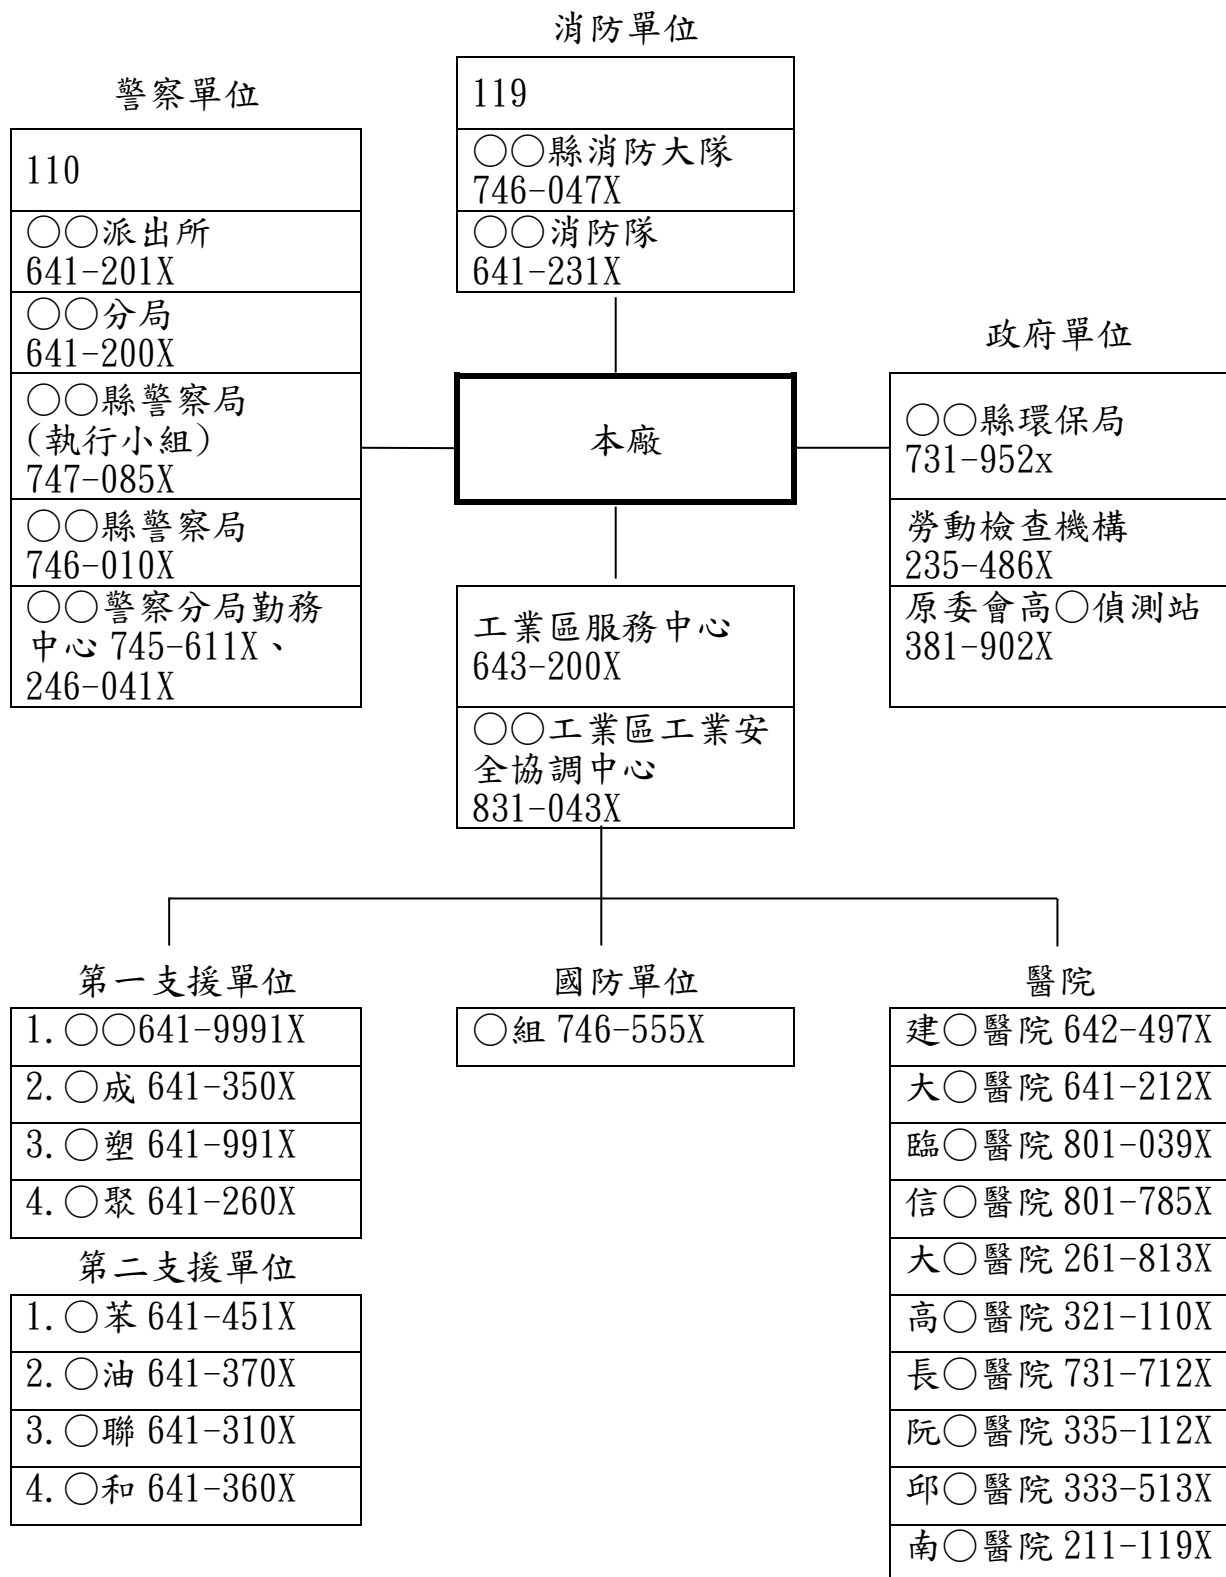 消防單位
119
○○縣消防大隊
746-047X
○○消防隊
641-231X
警察單位
110
○○派出所
641-201X
○○分局
641-200X
○○縣警察局
(執行小組)
747-085X
○○縣警察局
746-010X
○○警察分局勤務
中心 745-611X、
246-041X
本廠
政府單位
○○縣環保局
731-952x
勞動檢查機構
235-486X
原委會高○偵測站
381-902X
工業區服務中心
643-200X
○○工業區工業安
全協調中心
831-043X
第一支援單位
1. ○○641-9991X
2. ○成 641-350X
3. ○塑 641-991X
4. ○聚 641-260X
第二支援單位
1. ○苯 641-451X
2. ○油 641-370X
3. ○聯 641-310X
4. ○和 641-360X
國防單位
○組 746-555X
醫院
建○醫院 642-497X
大○醫院 641-212X
臨○醫院 801-039X
信○醫院 801-785X
大○醫院 261-813X
高○醫院 321-110X
長○醫院 731-712X
阮○醫院 335-112X
邱○醫院 333-513X
南○醫院 211-119X